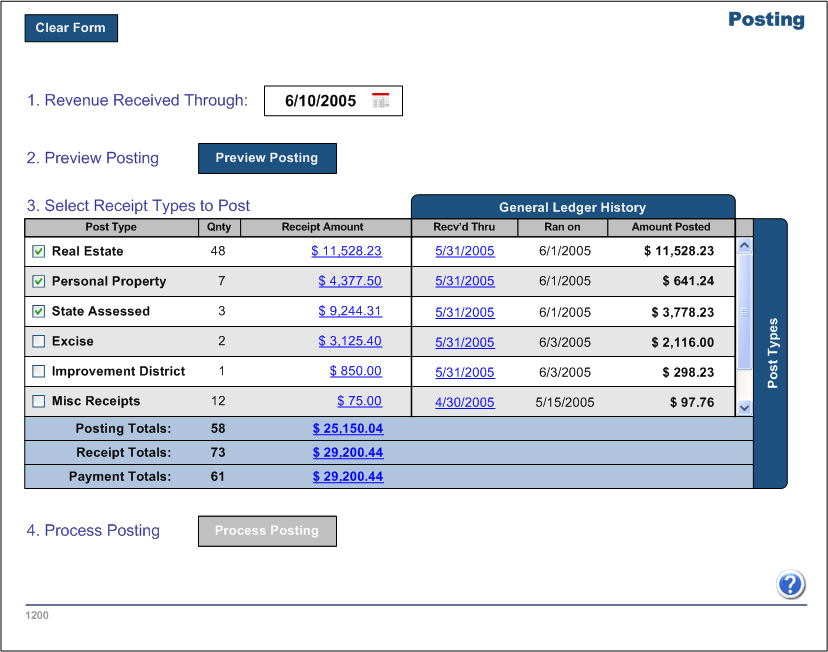 Clear Form
Posting
1. Revenue Received Through: 6/10/2005
2. Preview Posting Preview Posting
3. Select Receipt Types to Post General Ledger History
Post Type Qnty Receipt Amount Recv'd Thru Ran on Amount Posted
Real Estate 48 $ 11,528.23 5/31/2005 6/1/2005 $ 11,528.23
Personal Property 7 $ 4,377.50 5/31/2005 6/1/2005 $ 641.24
State Assessed 3 $ 9,244.31 5/31/2005 6/1/2005 $ 3,778.23
Excise 2 $ 3,125.40 5/31/2005 6/3/2005 $ 2,116.00
Improvement District 1 $ 850.00 5/31/2005 6/3/2005 $ 298.23
Misc Receipts 12 $ 75.00 4/30/2005 5/15/2005 $ 97.76
Post Types
Posting Totals: 58 $ 25,150.04
Receipt Totals: 73 $ 29,200.44
Payment Totals: 61 $ 29,200.44
4. Process Posting Process Posting
?
1200